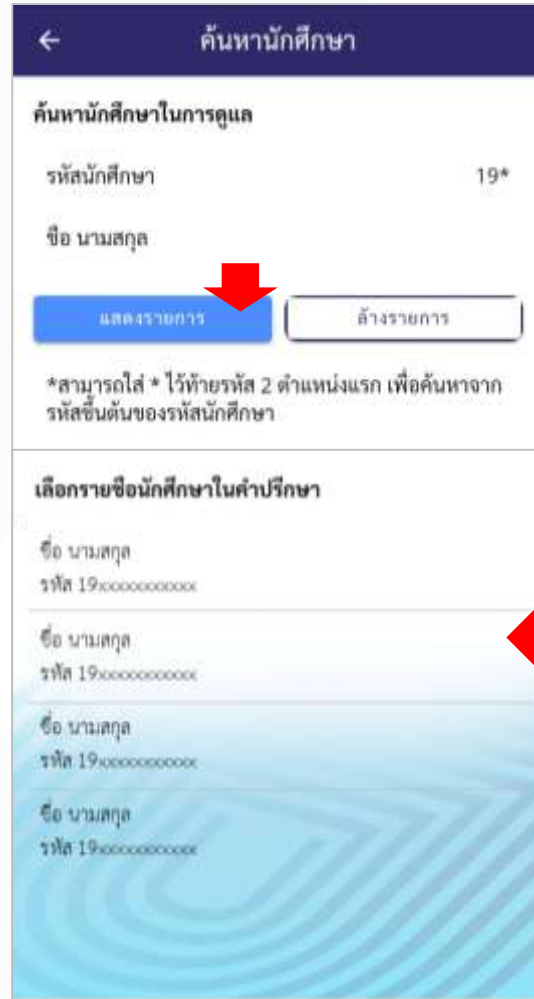 ค้นหานักศึกษา
ค้นหานักศึกษาในการดูแล
รหัสนักศึกษา 19*
ชื่อ นามสกุล
แสดงรายการ ล้างรายการ
*สามารถใส่ * ไว้ท้ายรหัส 2 ตำแหน่งแรก เพื่อค้นหาจาก
รหัสขึ้นต้นของรหัสนักศึกษา
เลือกรายชื่อนักศึกษาในคำปรึกษา
ชื่อ นามสกุล
รหัส 19xxxxxxxxxxx
ชื่อ นามสกุล
รหัส 19xxxxxxxxxxx
ชื่อ นามสกุล
รหัส 19xxxxxxxxxxx
ชื่อ นามสกุล
รหัส 19xxxxxxxxxxx